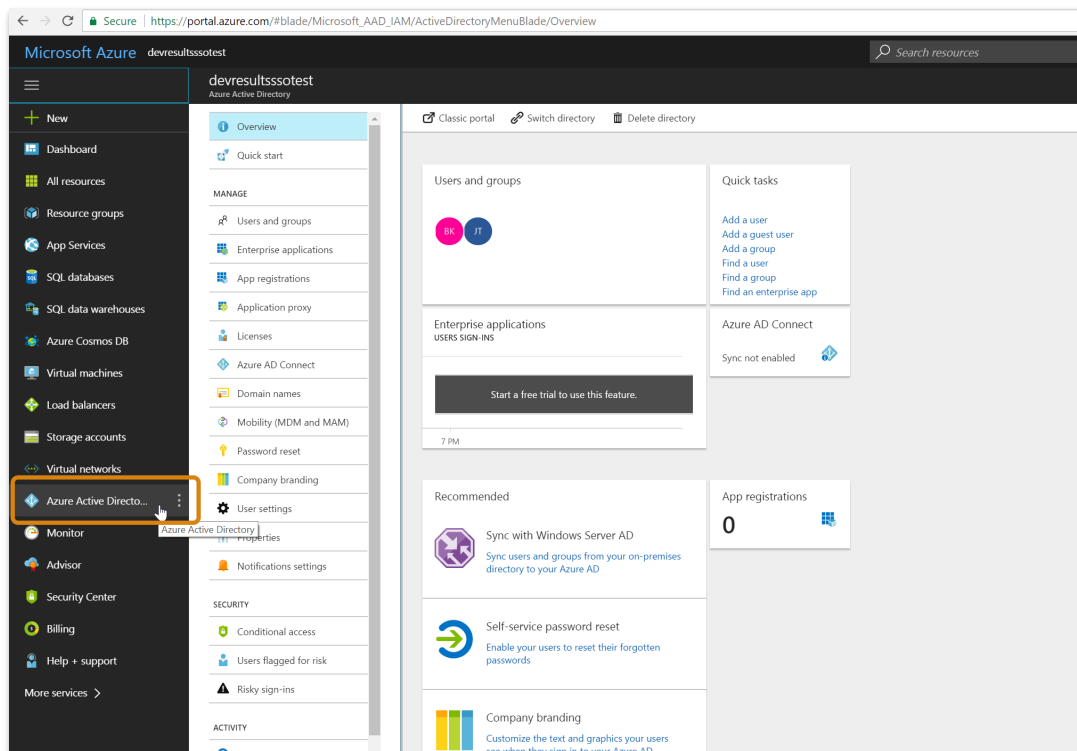 Secure
https://portal.azure.com/#blade/Microsoft_AAD_IAM/ActiveDirectoryMenuBlade/Overview
Microsoft Azure devresultsssotest
Search resources
devresultsssotest
Azure Active Directory
New
Dashboard
All resources
Resource groups
App Services
SQL databases
SQL data warehouses
Azure Cosmos DB
Virtual machines
Load balancers
Storage accounts
Virtual networks
Azure Active Directo...
Azure Active Directory
Monitor
Advisor
Security Center
Billing
Help + support
More services
Overview
Quick start
MANAGE
Users and groups
Enterprise applications
App registrations
Application proxy
Licenses
Azure AD Connect
Domain names
Mobility (MDM and MAM)
Password reset
Company branding
User settings
Properties
Notifications settings
SECURITY
Conditional access
Users flagged for risk
Risky sign-ins
ACTIVITY
Classic portal Switch directory Delete directory
Users and groups
BK JT
Quick tasks
Add a user
Add a guest user
Add a group
Find a user
Find a group
Find an enterprise app
Enterprise applications
USERS SIGN-INS
Start a free trial to use this feature.
7 PM
Azure AD Connect
Sync not enabled
Recommended
Sync with Windows Server AD
Sync users and groups from your on-premises
directory to your Azure AD
Self-service password reset
Enable your users to reset their forgotten
passwords
Company branding
Customize the text and graphics your users
see when they sign in to your Azure AD
App registrations
0